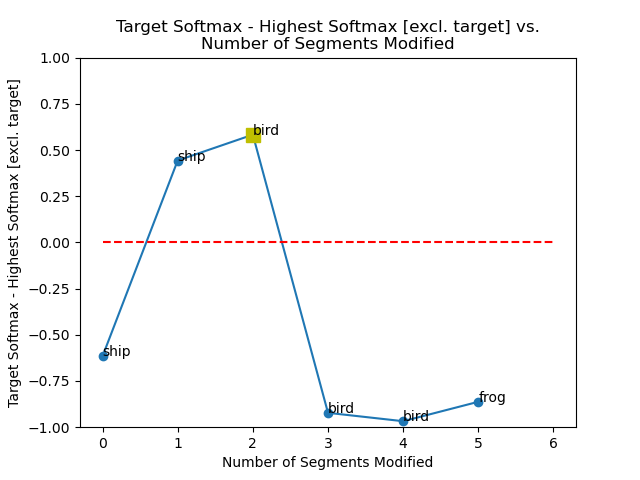 Target Softmax - Highest Softmax [excl. target] vs.
Number of Segments Modified
Target Softmax - Highest Softmax [excl. target]
1.00
0.75
0.50
0.25
0.00
−0.25
−0.50
−0.75
−1.00
ship
ship
bird
bird
bird
frog
0 1 2 3 4 5 6
Number of Segments Modified